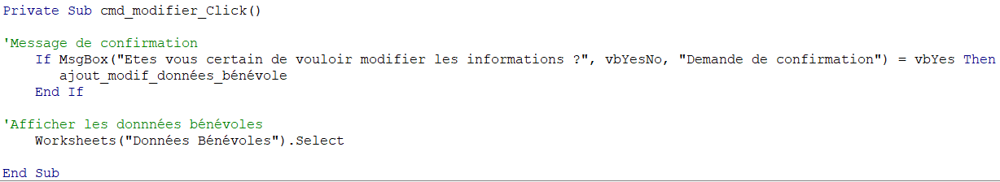 Private Sub cmd_modifier_Click()
'Message de confirmation
If MsgBox("Etes vous certain de vouloir modifier les informations ?", vbYesNo, "Demande de confirmation") = vbYes Then
ajout_modif_données_bénévole
End If
'Afficher les donnnées bénévoles
Worksheets("Données Bénévoles").Select
End Sub